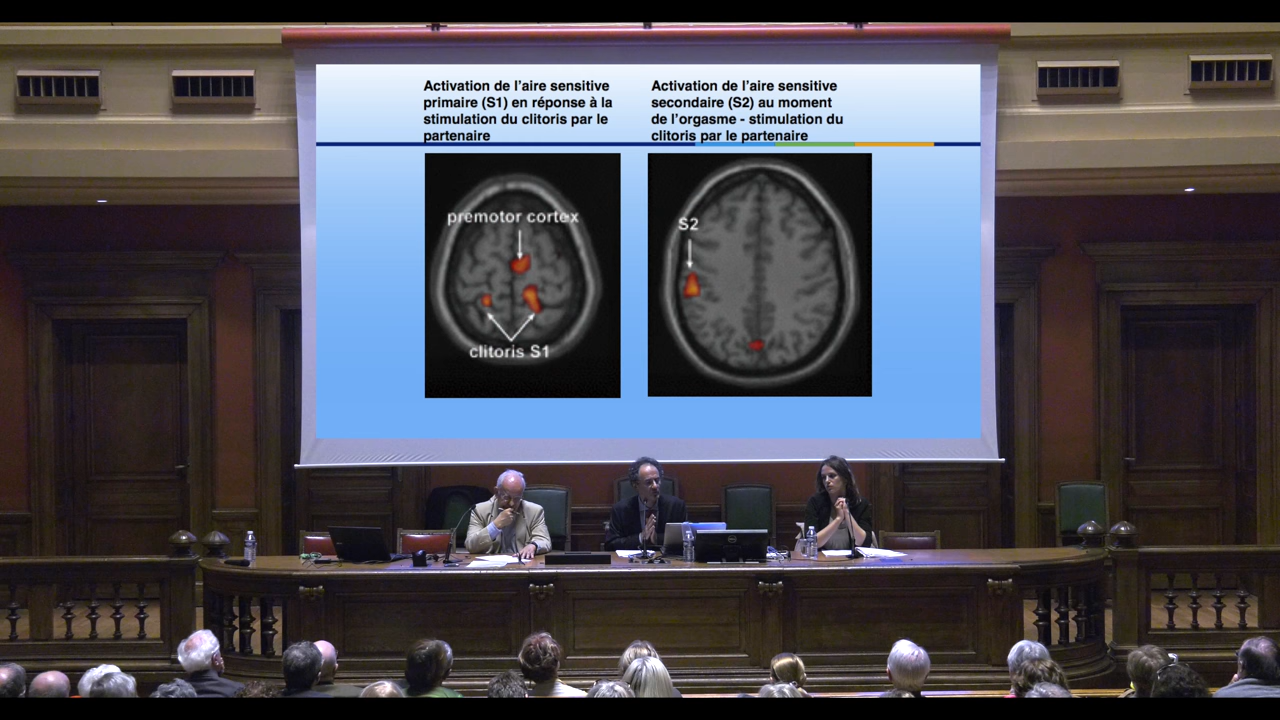 Activation de l'aire sensitive
primaire (S1) en réponse à la
stimulation du clitoris par le
partenaire
Activation de l'aire sensitive
secondaire (S2) au moment
de l'orgasme - stimulation du
clitoris par le partenaire
premotor cortex
clitoris S1
S2